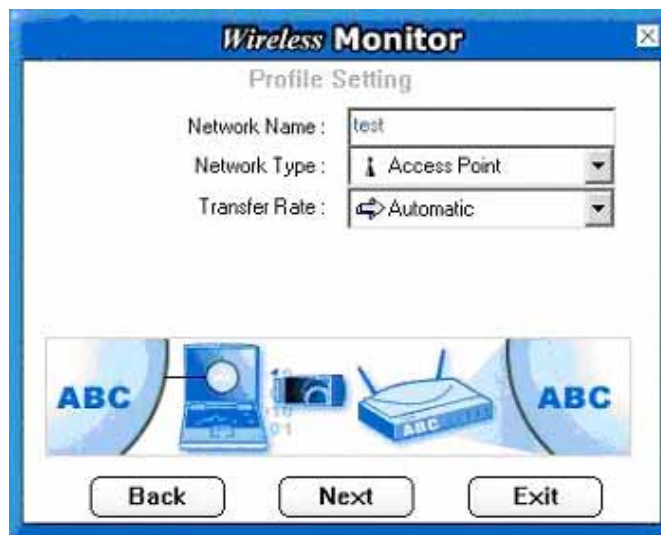 Wireless Monitor
Profile Setting
Network Name : test
Network Type : Access Point
Transfer Rate : Automatic
ABC
ABC
ABC
Back Next Exit